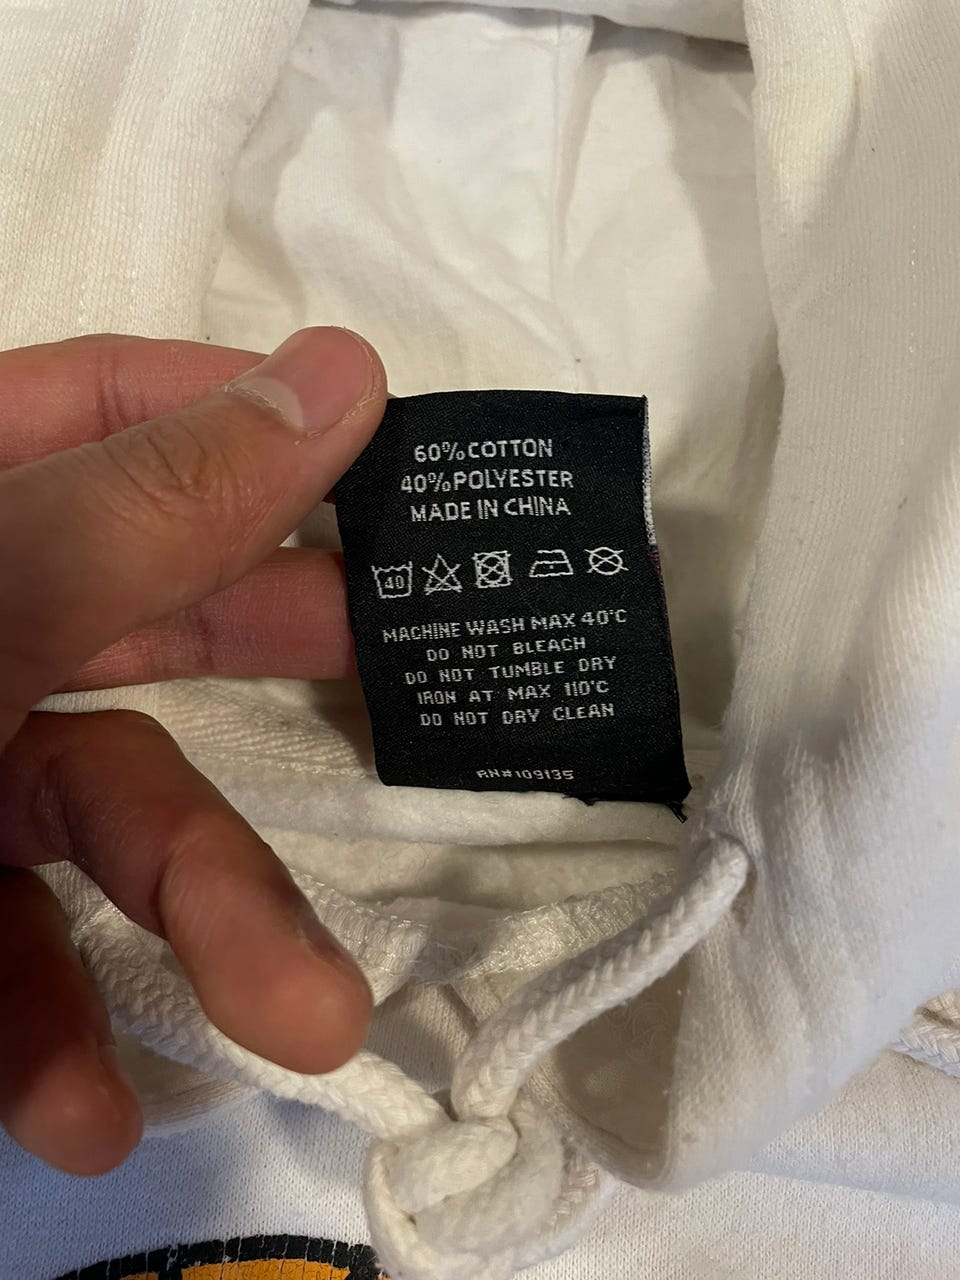 60% COTTON
40% POLYESTER
MADE IN CHINA
40
MACHINE WASH MAX 40°C
DO NOT BLEACH
DO NOT TUMBLE DRY
IRON AT MAX 110°C
DO NOT DRY CLEAN
RN#109135